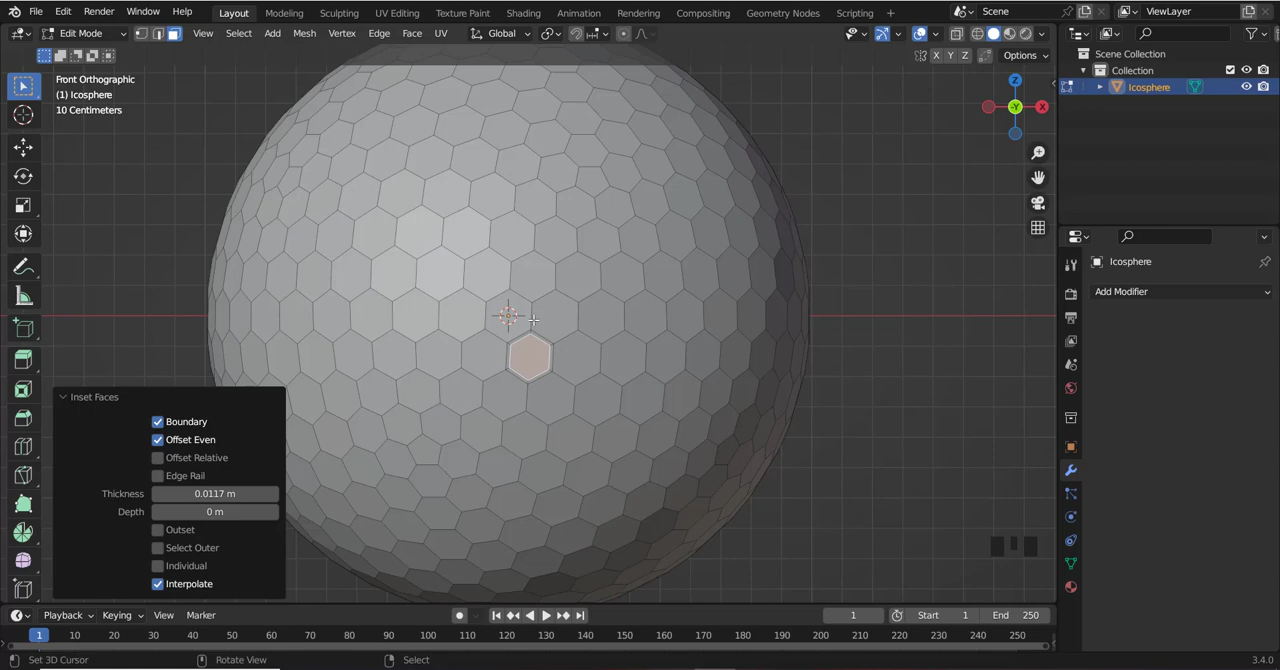 File Edit Render Window Help Layout Modeling Sculpting UV Editing Texture Paint Shading Animation Rendering Compositing Geometry Nodes Scripting Scene ViewLayer
Edit Mode View Select Add Mesh Vertex Edge Face UV Global
X Y Z Options
Front Orthographic
(1) Icosphere
10 Centimeters
Z
-Y X
Scene Collection
Collection
Icosphere
Icosphere
Add Modifier
Inset Faces
Boundary
Offset Even
Offset Relative
Edge Rail
Thickness 0.0117 m
Depth 0 m
Outset
Select Outer
Individual
Interpolate
Playback Keying View Marker 1 Start 1 End 250
1 10 20 30 40 50 60 70 80 90 100 110 120 130 140 150 160 170 180 190 200 210 220 230 240 250
Set 3D Cursor Rotate View Select 3.4.0